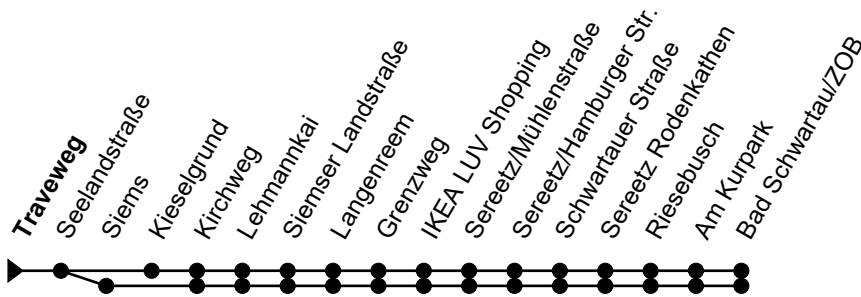 Traveweg
Seelandstraße
Siems
Kieselgrund
Kirchweg
Lehmannkai
Siemser Landstraße
Langenreem
Grenzweg
IKEA LUV Shopping
Sereetz/Mühlenstraße
Sereetz/Hamburger Str.
Schwartauer Straße
Sereetz Rodenkathen
Riesebusch
Am Kurpark
Bad Schwartau/ZOB